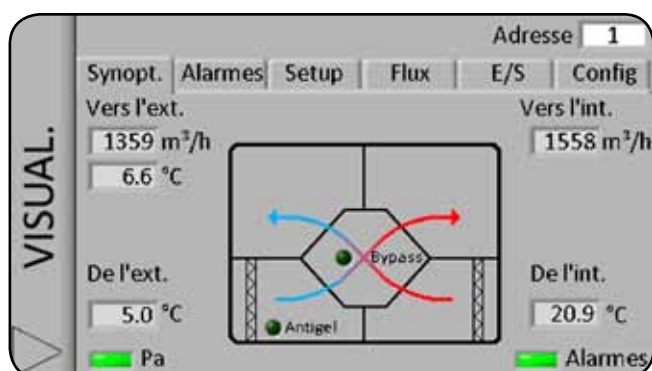 VISUAL.
Adresse 1
Synopt. Alarmes Setup Flux E/S Config
Vers l'ext. Vers l'int.
1359 m³/h 1558 m³/h
6.6 °C
Bypass
De l'ext. De l'int.
5.0 °C 20.9 °C
Antigel
Pa Alarmes